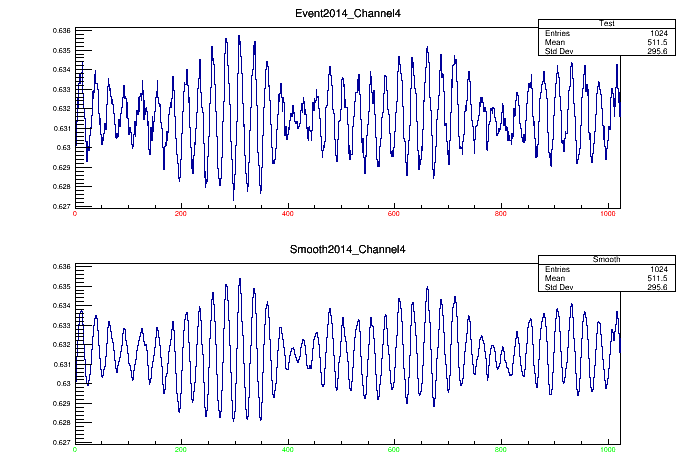 Event2014_Channel4
Test
Entries 1024
Mean 511.5
Std Dev 295.6
0.636
0.635
0.634
0.633
0.632
0.631
0.63
0.629
0.628
0.627
0 200 400 600 800 1000
Smooth2014_Channel4
Smooth
Entries 1024
Mean 511.5
Std Dev 295.6
0.636
0.635
0.634
0.633
0.632
0.631
0.63
0.629
0.628
0.627
0 200 400 600 800 1000